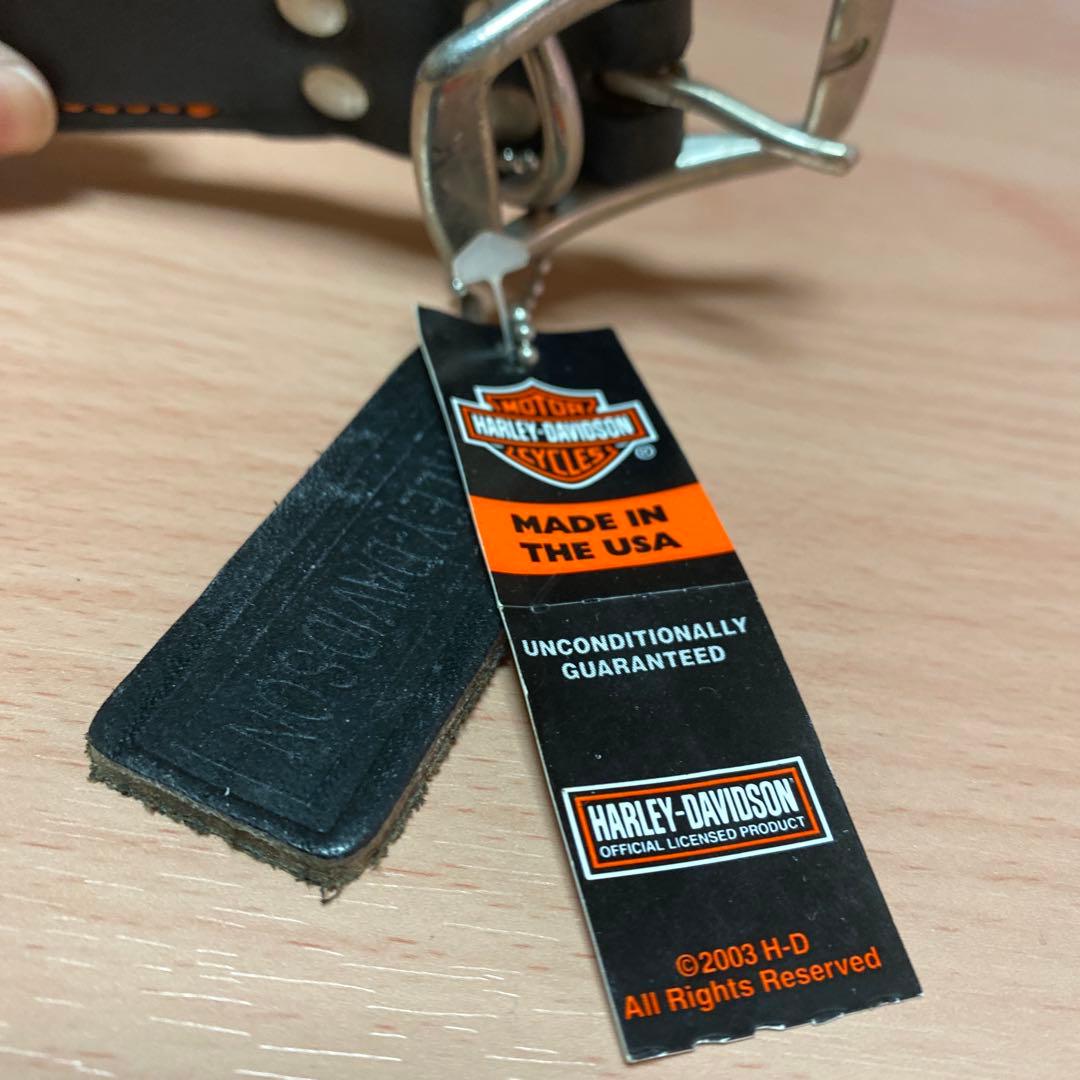 MOTOR
HARLEY-DAVIDSON
CYCLES
®
MADE IN
THE USA
UNCONDITIONALLY
GUARANTEED
HARLEY-DAVIDSON
OFFICIAL LICENSED PRODUCT
©2003 H-D
All Rights Reserved